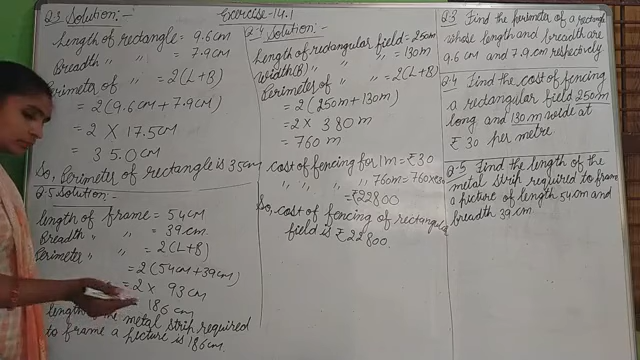 Exercise-14.1
Q.3 Solution:-
Length of rectangle = 9.6cm
Breadth " " = 7.9cm
Perimeter of " = 2(L+B)
= 2(9.6cm + 7.9cm)
= 2 X 17.5cm
= 35.0cm
So, Perimeter of rectangle is 35cm
Q.5 Solution:-
length of frame = 54cm
Breadth " " = 39cm
Perimeter " = 2(L+B)
= 2(54cm+39cm)
= 2 X 93cm
186cm
length metal strip required
to frame a picture is 186cm.
Q.4 Solution:-
Length of rectangular field = 250m
Width(B) " " = 130m
Perimeter of " " = 2(L+B)
= 2(250m + 130m)
= 2X 380m
= 760m
cost of fencing for 1m = ₹30
" " " 760m = 760X30
= ₹22800
So, cost of fencing of rectangular
field is ₹22800.
Q.3 Find the perimeter of a rectangle
whose length and breadth are
9.6cm and 7.9cm respectively
Q.4 Find the cost of fencing
a rectangular field 250m
long and 130m wide at
₹30 per metre.
Q.5 Find the length of the
metal strip required to frame
a picture of length 54cm and
breadth 39cm.